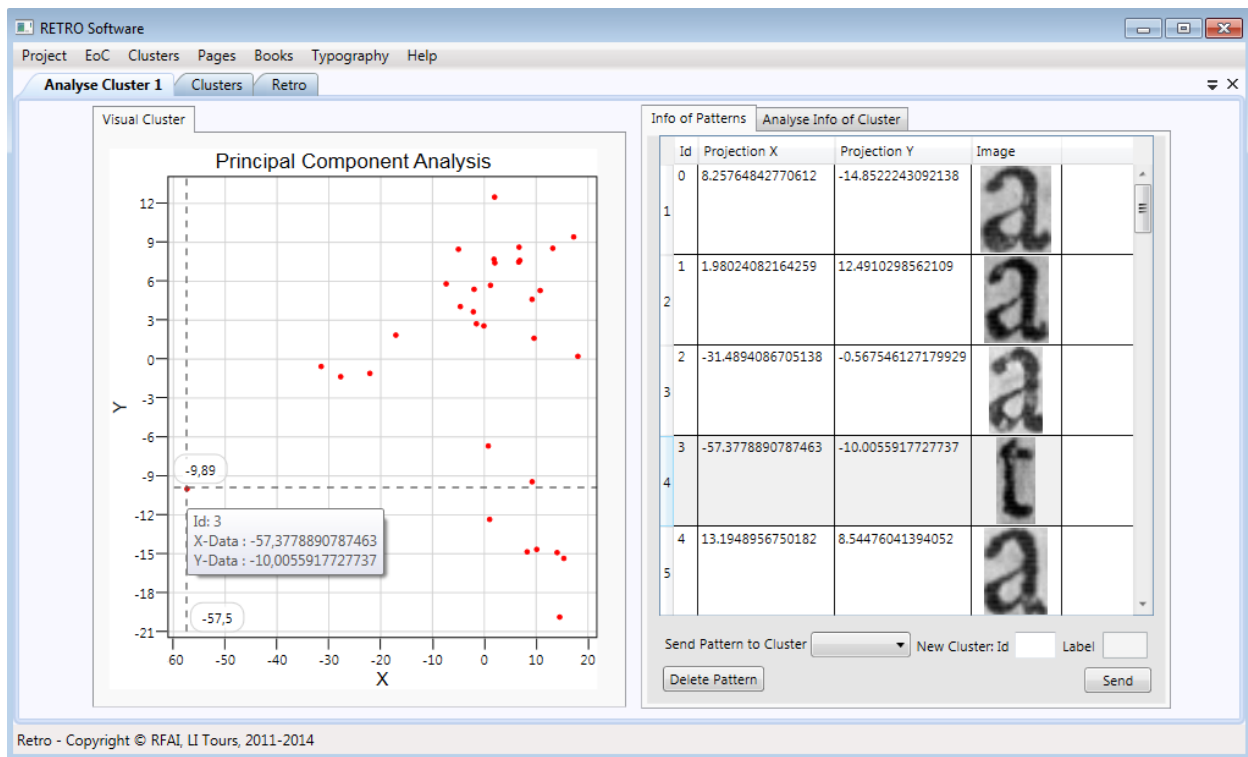 RETRO Software
Project EoC Clusters Pages Books Typography Help
Analyse Cluster 1 Clusters Retro
Visual Cluster
Principal Component Analysis
12
9
6
3
0
-3
-6
-9
-12
-15
-18
-21
Y
-9,89
Id: 3
X-Data : -57,3778890787463
Y-Data : -10,0055917727737
-57,5
60 -50 -40 -30 -20 -10 0 10 20
X
Info of Patterns Analyse Info of Cluster
Id Projection X Projection Y Image
1 0 8.25764842770612 -14.8522243092138 a
2 1 1.98024082164259 12.4910298562109 a
3 2 -31.4894086705138 -0.567546127179929 a
4 3 -57.3778890787463 -10.0055917727737 t
5 4 13.1948956750182 8.54476041394052 a
Send Pattern to Cluster New Cluster: Id Label
Delete Pattern Send
Retro - Copyright © RFAI, LI Tours, 2011-2014